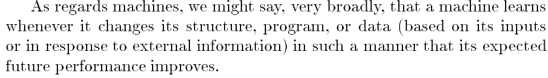 As regards machines, we might say, very broadly, that a machine learns
whenever it changes its structure, program, or data (based on its inputs
or in response to external information) in such a manner that its expected
future performance improves.